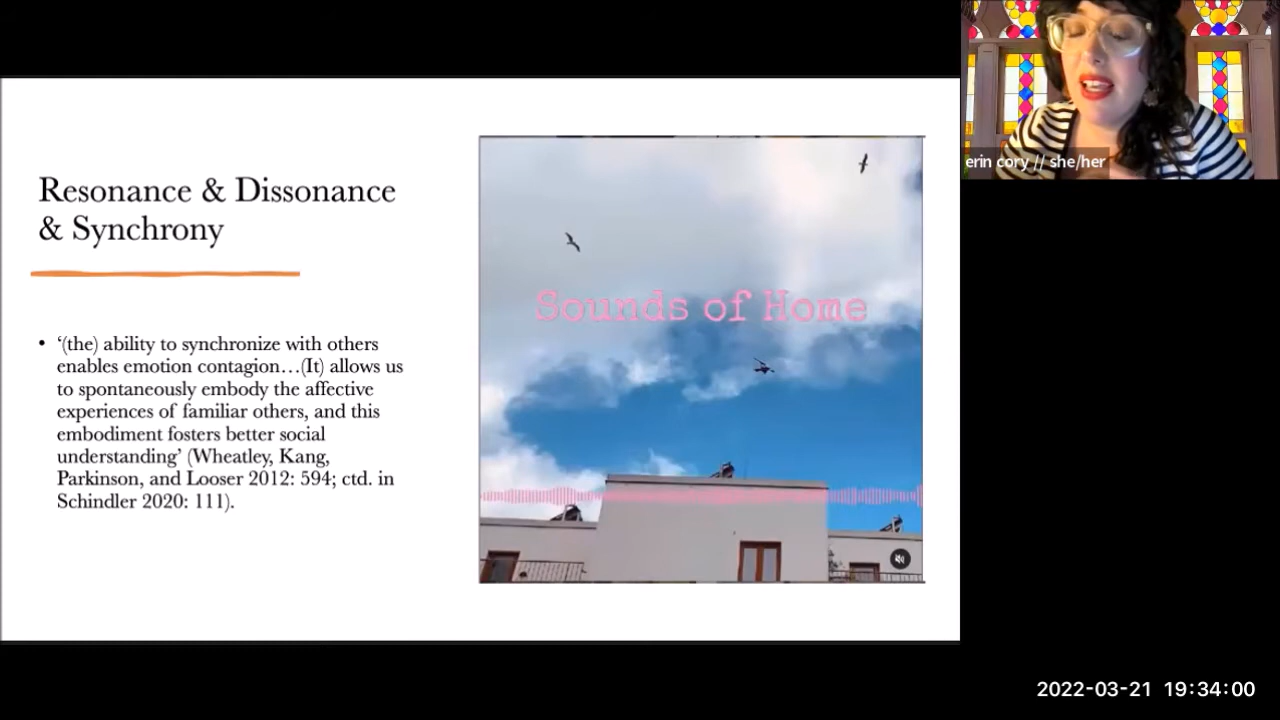 Resonance & Dissonance
& Synchrony
• ‘(the) ability to synchronize with others
enables emotion contagion…(It) allows us
to spontaneously embody the affective
experiences of familiar others, and this
embodiment fosters better social
understanding’ (Wheatley, Kang,
Parkinson, and Looser 2012: 594; ctd. in
Schindler 2020: 111).
Sounds of Home
erin cory // she/her
2022-03-21 19:34:00